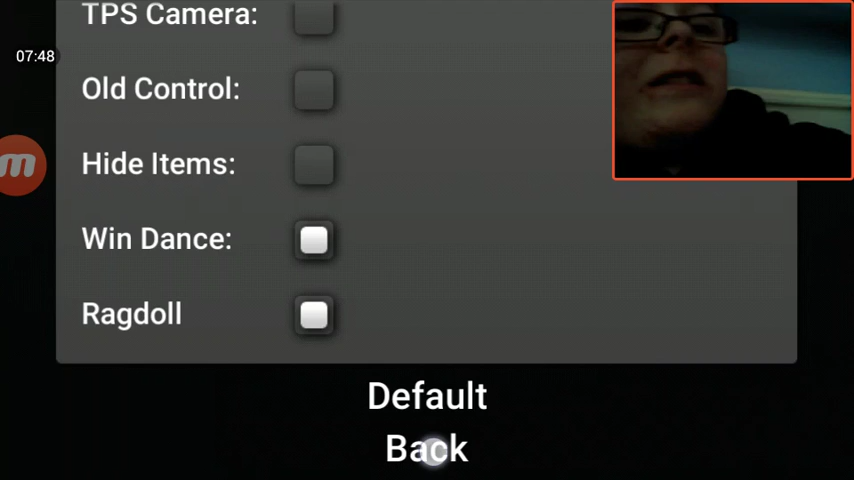 TPS Camera:
07:48
Old Control:
Hide Items:
Win Dance:
Ragdoll
Default
Back